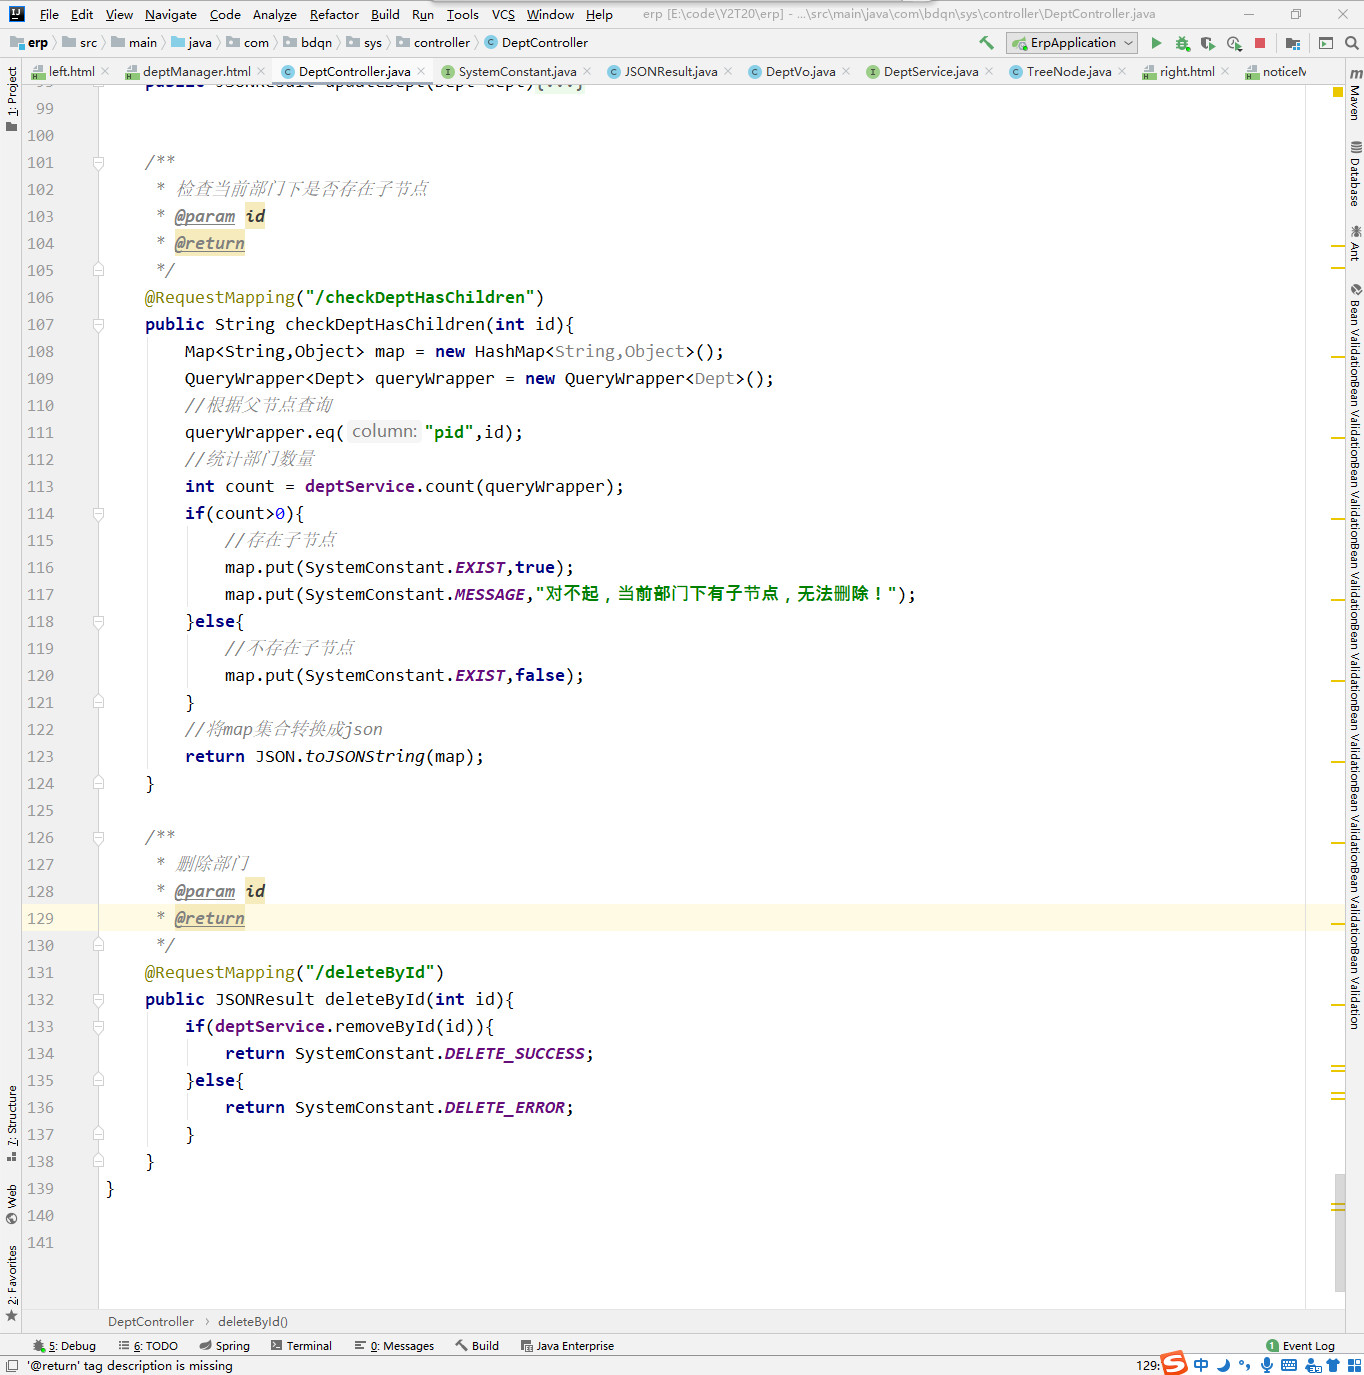 File Edit View Navigate Code Analyze Refactor Build Run Tools VCS Window Help erp [E:\code\Y2T20\erp] - ...\src\main\java\com\bdqn\sys\controller\DeptController.java
erp src main java com bdqn sys controller DeptController ErpApplication
left.html deptManager.html DeptController.java SystemConstant.java JSONResult.java DeptVo.java DeptService.java TreeNode.java right.html noticeM
99
100
101 /**
102 * 检查当前部门下是否存在子节点
103 * @param id
104 * @return
105 */
106 @RequestMapping("/checkDeptHasChildren")
107 public String checkDeptHasChildren(int id){
108 Map<String,Object> map = new HashMap<String,Object>();
109 QueryWrapper<Dept> queryWrapper = new QueryWrapper<Dept>();
110 //根据父节点查询
111 queryWrapper.eq( column: "pid",id);
112 //统计部门数量
113 int count = deptService.count(queryWrapper);
114 if(count>0){
115 //存在子节点
116 map.put(SystemConstant.EXIST,true);
117 map.put(SystemConstant.MESSAGE,"对不起，当前部门下有子节点，无法删除！");
118 }else{
119 //不存在子节点
120 map.put(SystemConstant.EXIST,false);
121 }
122 //将map集合转换成json
123 return JSON.toJSONString(map);
124 }
125
126 /**
127 * 删除部门
128 * @param id
129 * @return
130 */
131 @RequestMapping("/deleteById")
132 public JSONResult deleteById(int id){
133 if(deptService.removeById(id)){
134 return SystemConstant.DELETE_SUCCESS;
135 }else{
136 return SystemConstant.DELETE_ERROR;
137 }
138 }
139 }
140
141
1: Project
7: Structure
Web
2: Favorites
Maven
Database
Ant
Bean ValidationBean ValidationBean ValidationBean ValidationBean ValidationBean ValidationBean ValidationBean ValidationBean Validation
DeptController deleteById()
5: Debug 6: TODO Spring Terminal 0: Messages Build Java Enterprise 1 Event Log
'@return' tag description is missing 129: 中